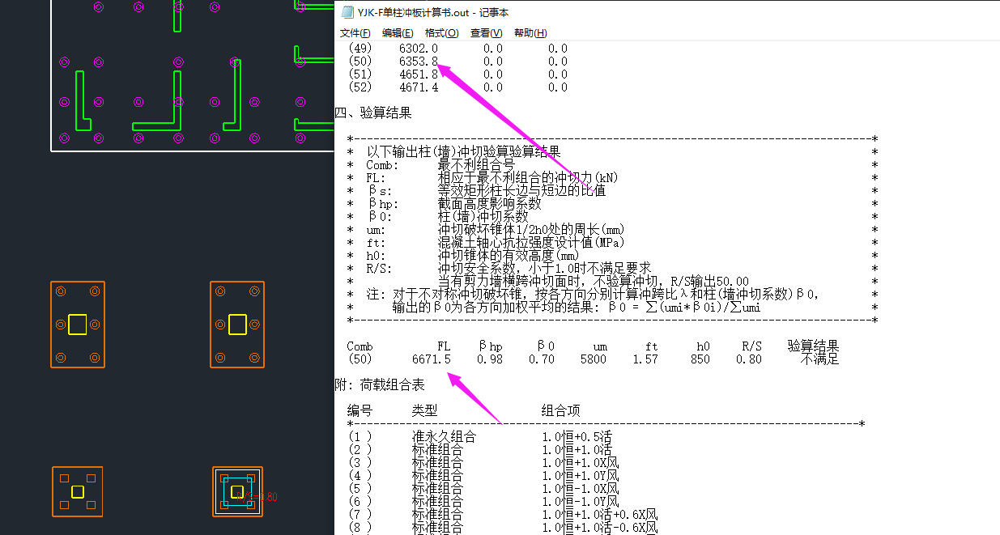 YJK-F单柱冲板计算书.out - 记事本
文件(F) 编辑(E) 格式(O) 查看(V) 帮助(H)
(49) 6302.0 0.0 0.0
(50) 6353.8 0.0 0.0
(51) 4651.8 0.0 0.0
(52) 4671.4 0.0 0.0
四、验算结果
*--------------------------------------------------------------------------------*
* 以下输出柱(墙)冲切验算验算结果 *
* Comb: 最不利组合号 *
* FL: 相应于最不利组合的冲切力(kN) *
* βs: 等效矩形柱长边与短边的比值 *
* βhp: 截面高度影响系数 *
* β0: 柱(墙)冲切系数 *
* um: 冲切破坏锥体1/2h0处的周长(mm) *
* ft: 混凝土轴心抗拉强度设计值(MPa) *
* h0: 冲切锥体的有效高度(mm) *
* R/S: 冲切安全系数，小于1.0时不满足要求 *
* 当有剪力墙横跨冲切面时，不验算冲切，R/S输出50.00 *
* 注: 对于不对称冲切破坏锥，按各方向分别计算冲跨比λ和柱(墙冲切系数)β0， *
* 输出的β0为各方向加权平均的结果: β0 = ∑(umi*β0i)/∑umi *
*--------------------------------------------------------------------------------*
Comb FL βhp β0 um ft h0 R/S 验算结果
(50) 6671.5 0.98 0.70 5800 1.57 850 0.80 不满足
附: 荷载组合表
编号 类型 组合项
*------------------------------------------------------------------------------*
(1 ) 准永久组合 1.0恒+0.5活
(2 ) 标准组合 1.0恒+1.0活
(3 ) 标准组合 1.0恒+1.0X风
(4 ) 标准组合 1.0恒+1.0Y风
(5 ) 标准组合 1.0恒-1.0X风
(6 ) 标准组合 1.0恒-1.0Y风
(7 ) 标准组合 1.0恒+1.0活+0.6X风
(8 ) 标准组合 1.0恒+1.0活-0.6X风
R/S=0.80